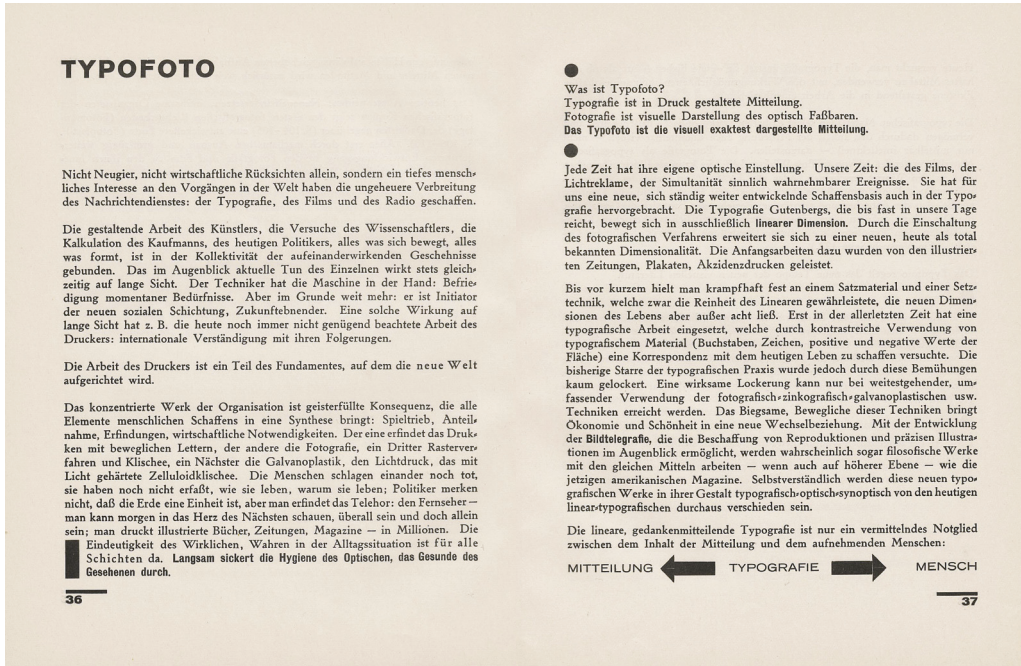 TYPOFOTO
Nicht Neugier, nicht wirtschaftliche Rücksichten allein, sondern ein tiefes mensch⸗
liches Interesse an den Vorgängen in der Welt haben die ungeheuere Verbreitung
des Nachrichtendienstes: der Typografie, des Films und des Radio geschaffen.
Die gestaltende Arbeit des Künstlers, die Versuche des Wissenschaftlers, die
Kalkulation des Kaufmanns, des heutigen Politikers, alles was sich bewegt, alles
was formt, ist in der Kollektivität der aufeinanderwirkenden Geschehnisse
gebunden. Das im Augenblick aktuelle Tun des Einzelnen wirkt stets gleich⸗
zeitig auf lange Sicht. Der Techniker hat die Maschine in der Hand: Befrie⸗
digung momentaner Bedürfnisse. Aber im Grunde weit mehr: er ist Initiator
der neuen sozialen Schichtung, Zukunftebnender. Eine solche Wirkung auf
lange Sicht hat z. B. die heute noch immer nicht genügend beachtete Arbeit des
Druckers: internationale Verständigung mit ihren Folgerungen.
Die Arbeit des Druckers ist ein Teil des Fundamentes, auf dem die neue Welt
aufgerichtet wird.
Das konzentrierte Werk der Organisation ist geisterfüllte Konsequenz, die alle
Elemente menschlichen Schaffens in eine Synthese bringt: Spieltrieb, Anteil⸗
nahme, Erfindungen, wirtschaftliche Notwendigkeiten. Der eine erfindet das Druk⸗
ken mit beweglichen Lettern, der andere die Fotografie, ein Dritter Rasterver⸗
fahren und Klischee, ein Nächster die Galvanoplastik, den Lichtdruck, das mit
Licht gehärtete Zelluloidklischee. Die Menschen schlagen einander noch tot,
sie haben noch nicht erfaßt, wie sie leben, warum sie leben; Politiker merken
nicht, daß die Erde eine Einheit ist, aber man erfindet das Telehor: den Fernseher —
man kann morgen in das Herz des Nächsten schauen, überall sein und doch allein
sein; man druckt illustrierte Bücher, Zeitungen, Magazine — in Millionen. Die
Eindeutigkeit des Wirklichen, Wahren in der Alltagssituation ist für alle
Schichten da. Langsam sickert die Hygiene des Optischen, das Gesunde des
Gesehenen durch.
36
Was ist Typofoto?
Typografie ist in Druck gestaltete Mitteilung.
Fotografie ist visuelle Darstellung des optisch Faßbaren.
Das Typofoto ist die visuell exaktest dargestellte Mitteilung.
Jede Zeit hat ihre eigene optische Einstellung. Unsere Zeit: die des Films, der
Lichtreklame, der Simultanität sinnlich wahrnehmbarer Ereignisse. Sie hat für
uns eine neue, sich ständig weiter entwickelnde Schaffensbasis auch in der Typo⸗
grafie hervorgebracht. Die Typografie Gutenbergs, die bis fast in unsere Tage
reicht, bewegt sich in ausschließlich linearer Dimension. Durch die Einschaltung
des fotografischen Verfahrens erweitert sie sich zu einer neuen, heute als total
bekannten Dimensionalität. Die Anfangsarbeiten dazu wurden von den illustrier⸗
ten Zeitungen, Plakaten, Akzidenzdrucken geleistet.
Bis vor kurzem hielt man krampfhaft fest an einem Satzmaterial und einer Setz⸗
technik, welche zwar die Reinheit des Linearen gewährleistete, die neuen Dimen⸗
sionen des Lebens aber außer acht ließ. Erst in der allerletzten Zeit hat eine
typografische Arbeit eingesetzt, welche durch kontrastreiche Verwendung von
typografischem Material (Buchstaben, Zeichen, positive und negative Werte der
Fläche) eine Korrespondenz mit dem heutigen Leben zu schaffen versuchte. Die
bisherige Starre der typografischen Praxis wurde jedoch durch diese Bemühungen
kaum gelockert. Eine wirksame Lockerung kann nur bei weitestgehender, um⸗
fassender Verwendung der fotografisch⸗zinkografisch⸗galvanoplastischen usw.
Techniken erreicht werden. Das Biegsame, Bewegliche dieser Techniken bringt
Ökonomie und Schönheit in eine neue Wechselbeziehung. Mit der Entwicklung
der Bildtelegrafie, die die Beschaffung von Reproduktionen und präzisen Illustra⸗
tionen im Augenblick ermöglicht, werden wahrscheinlich sogar filosofische Werke
mit den gleichen Mitteln arbeiten — wenn auch auf höherer Ebene — wie die
jetzigen amerikanischen Magazine. Selbstverständlich werden diese neuen typo⸗
grafischen Werke in ihrer Gestalt typografisch⸗optisch⸗synoptisch von den heutigen
linear⸗typografischen durchaus verschieden sein.
Die lineare, gedankenmitteilende Typografie ist nur ein vermittelndes Notglied
zwischen dem Inhalt der Mitteilung und dem aufnehmenden Menschen:
MITTEILUNG TYPOGRAFIE MENSCH
37